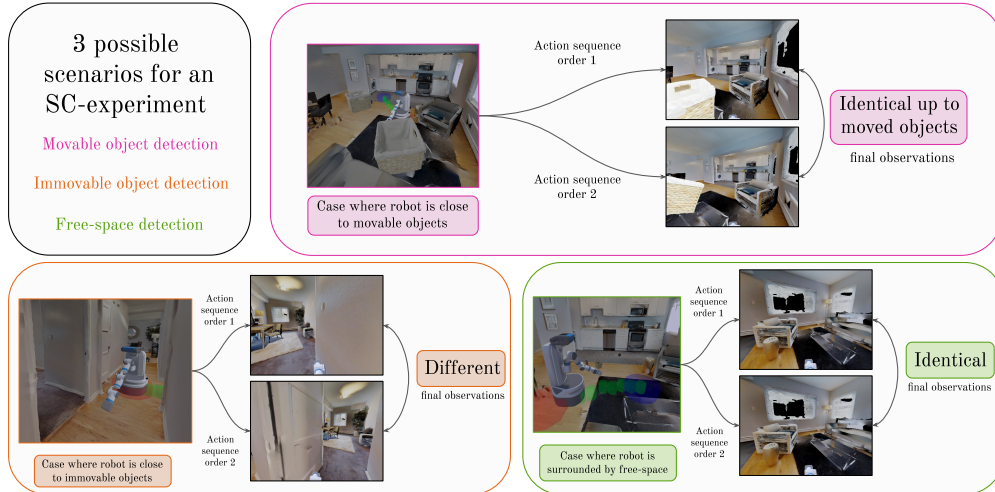 3 possible
scenarios for an
SC-experiment
Movable object detection
Immovable object detection
Free-space detection
Action sequence
order 1
Action sequence
order 2
Case where robot is close
to movable objects
Identical up to
moved objects
final observations
Action
sequence
order 1
Action
sequence
order 2
Case where robot is close
to immovable objects
Different
final observations
Action
sequence
order 1
Action
sequence
order 2
Case where robot is
surrounded by free-space
Identical
final observations